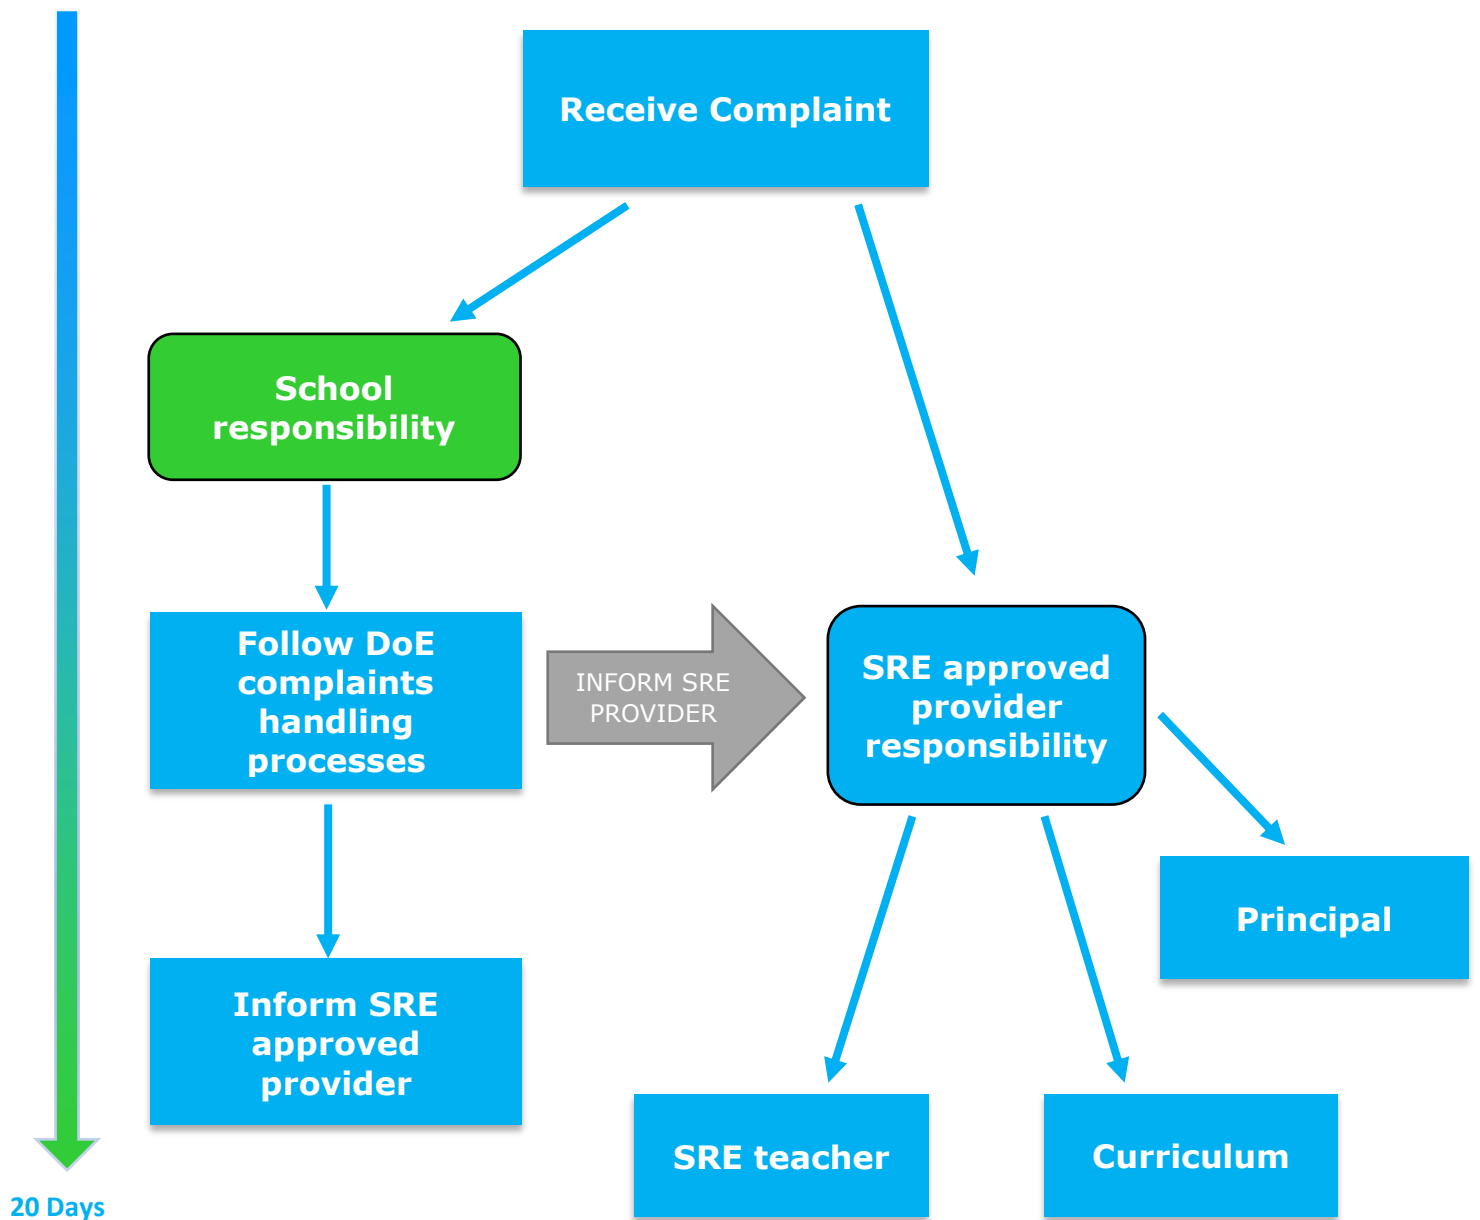 Receive Complaint
School
responsibility
Follow DoE
complaints
handling
processes
INFORM SRE
PROVIDER
SRE approved
provider
responsibility
Principal
Inform SRE
approved
provider
SRE teacher
Curriculum
20 Days